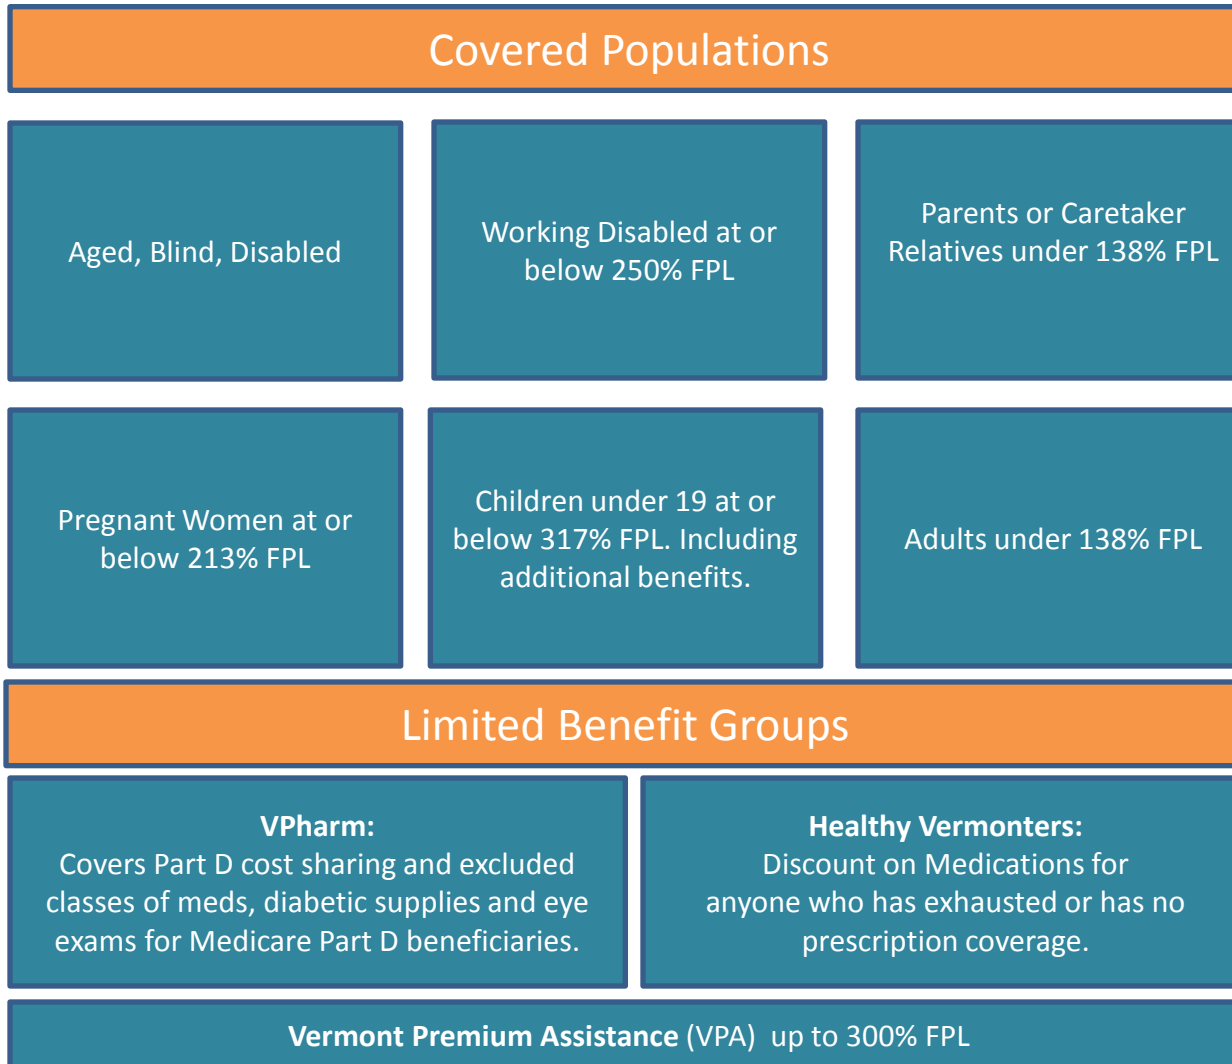 Covered Populations
Aged, Blind, Disabled
Working Disabled at or
below 250% FPL
Parents or Caretaker
Relatives under 138% FPL
Pregnant Women at or
below 213% FPL
Children under 19 at or
below 317% FPL. Including
additional benefits.
Adults under 138% FPL
Limited Benefit Groups
VPharm:
Covers Part D cost sharing and excluded
classes of meds, diabetic supplies and eye
exams for Medicare Part D beneficiaries.
Healthy Vermonters:
Discount on Medications for
anyone who has exhausted or has no
prescription coverage.
Vermont Premium Assistance (VPA) up to 300% FPL